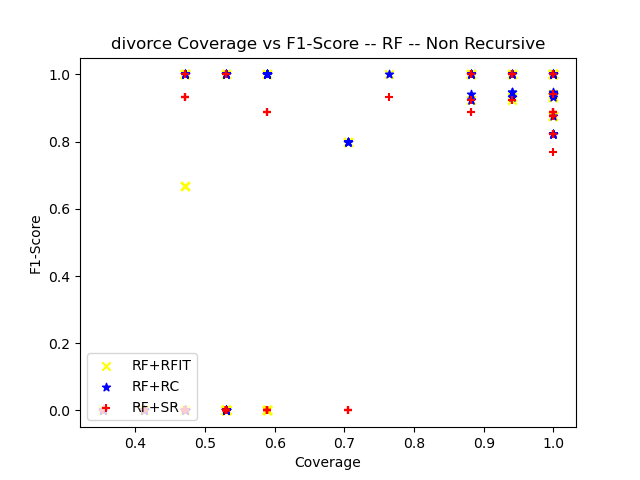 divorce Coverage vs F1-Score -- RF -- Non Recursive
1.0
0.8
0.6
0.4
0.2
0.0
F1-Score
RF+RFIT
RF+RC
RF+SR
0.4 0.5 0.6 0.7 0.8 0.9 1.0
Coverage